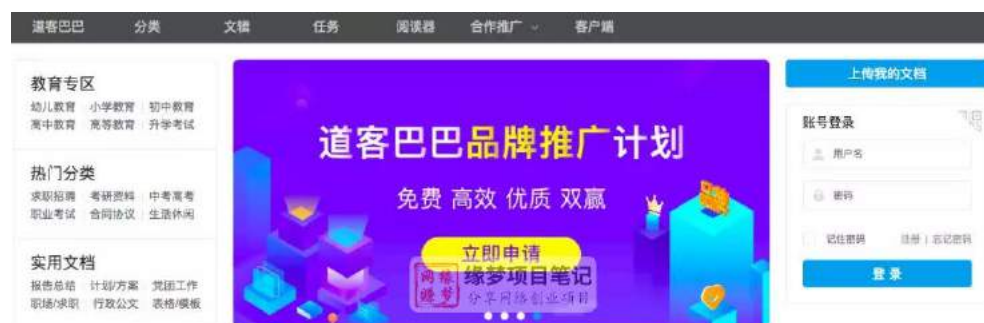 道客巴巴 分类 文辑 任务 阅读器 合作推广 客户端
教育专区
幼儿教育 小学教育 初中教育
高中教育 高等教育 升学考试
热门分类
求职招聘 考研资料 中考高考
职业考试 合同协议 生活休闲
实用文档
报告总结 计划/方案 党团工作
职场/求职 行政公文 表格/模板
道客巴巴品牌推广计划
免费 高效 优质 双赢
立即申请
缘梦项目笔记
分享网络创业项目
上传我的文档
账号登录
用户名
密码
记住密码 注册 | 忘记密码
登录